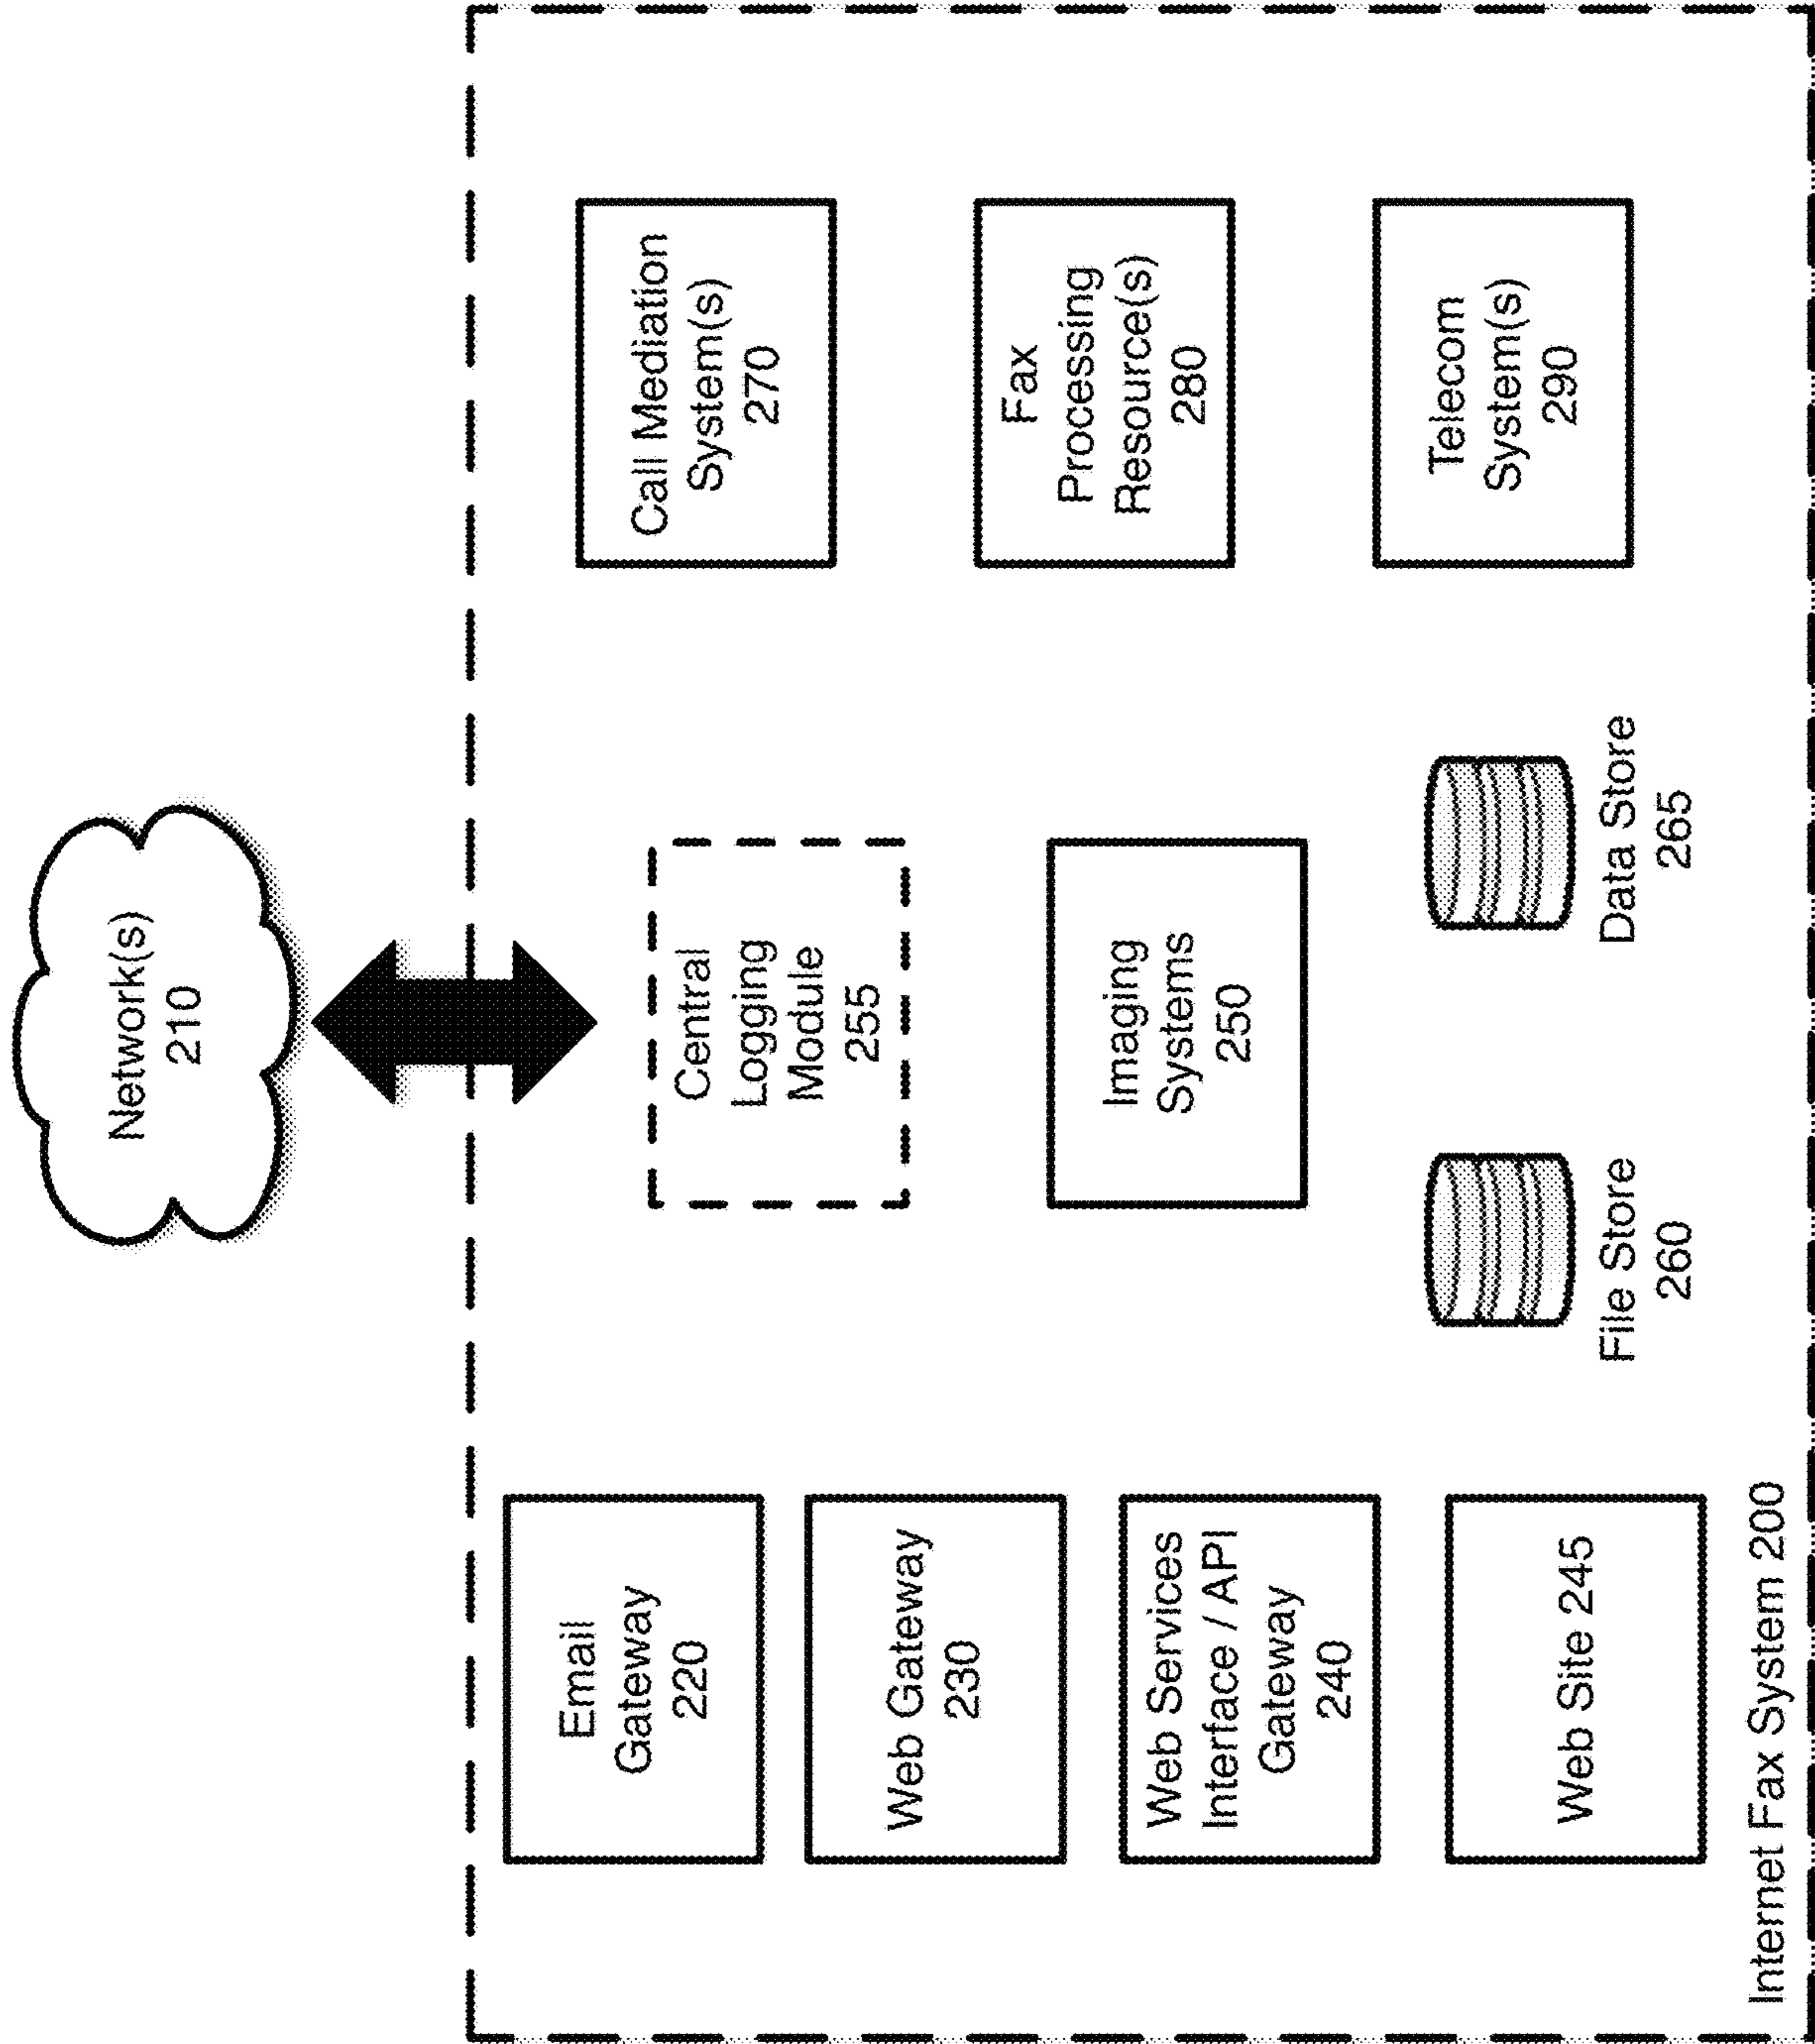 Network(s)
210
Email
Gateway
220
Web Gateway
230
Web Services
Interface / API
Gateway
240
Web Site 245
Central
Logging
Module
255
Imaging
Systems
250
File Store
260
Data Store
265
Call Mediation
System(s)
270
Fax
Processing
Resource(s)
280
Telecom
System(s)
290
Internet Fax System 200